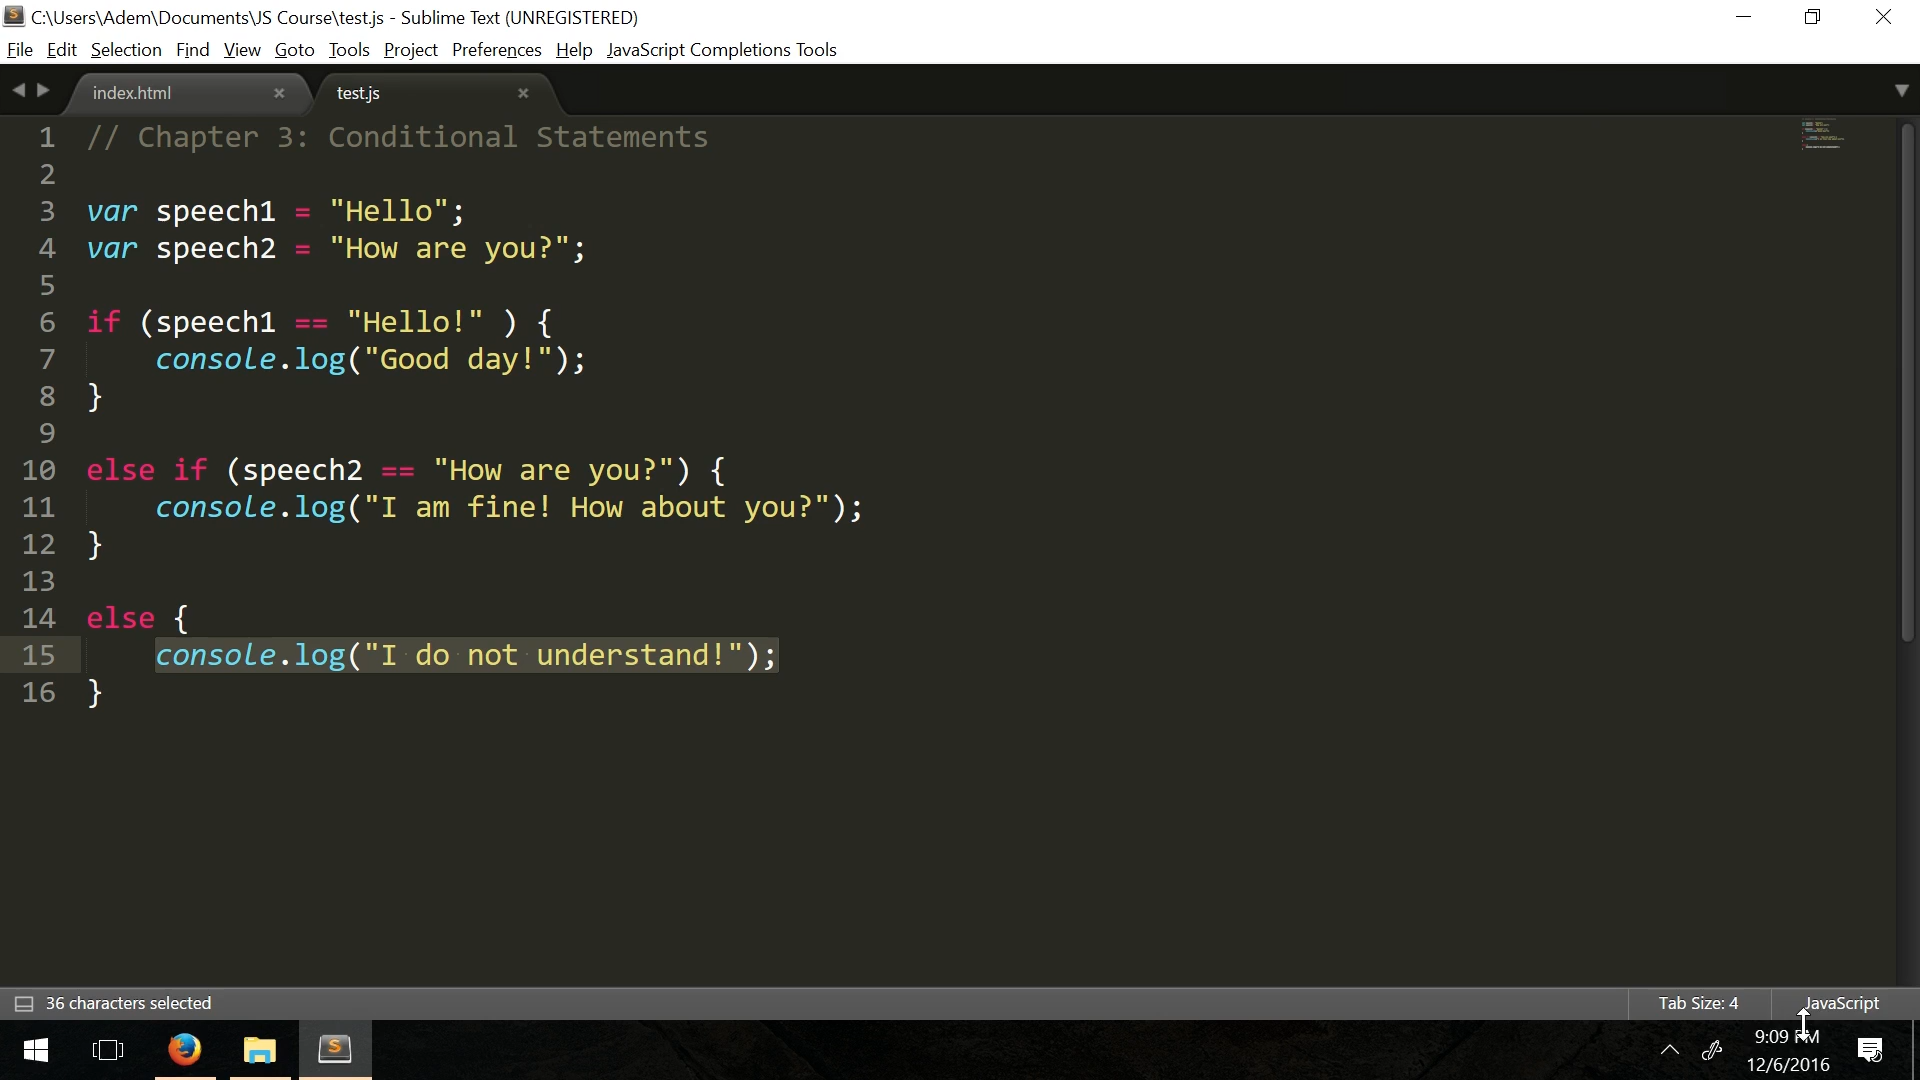 C:\Users\Adem\Documents\JS Course\test.js - Sublime Text (UNREGISTERED)
File Edit Selection Find View Goto Tools Project Preferences Help JavaScript Completions Tools
index.html test.js
1 // Chapter 3: Conditional Statements
2
3 var speech1 = "Hello";
4 var speech2 = "How are you?";
5
6 if (speech1 == "Hello!" ) {
7 console.log("Good day!");
8 }
9
10 else if (speech2 == "How are you?") {
11 console.log("I am fine! How about you?");
12 }
13
14 else {
15 console.log("I do not understand!");
16 }
36 characters selected Tab Size: 4 JavaScript
9:09 PM
12/6/2016